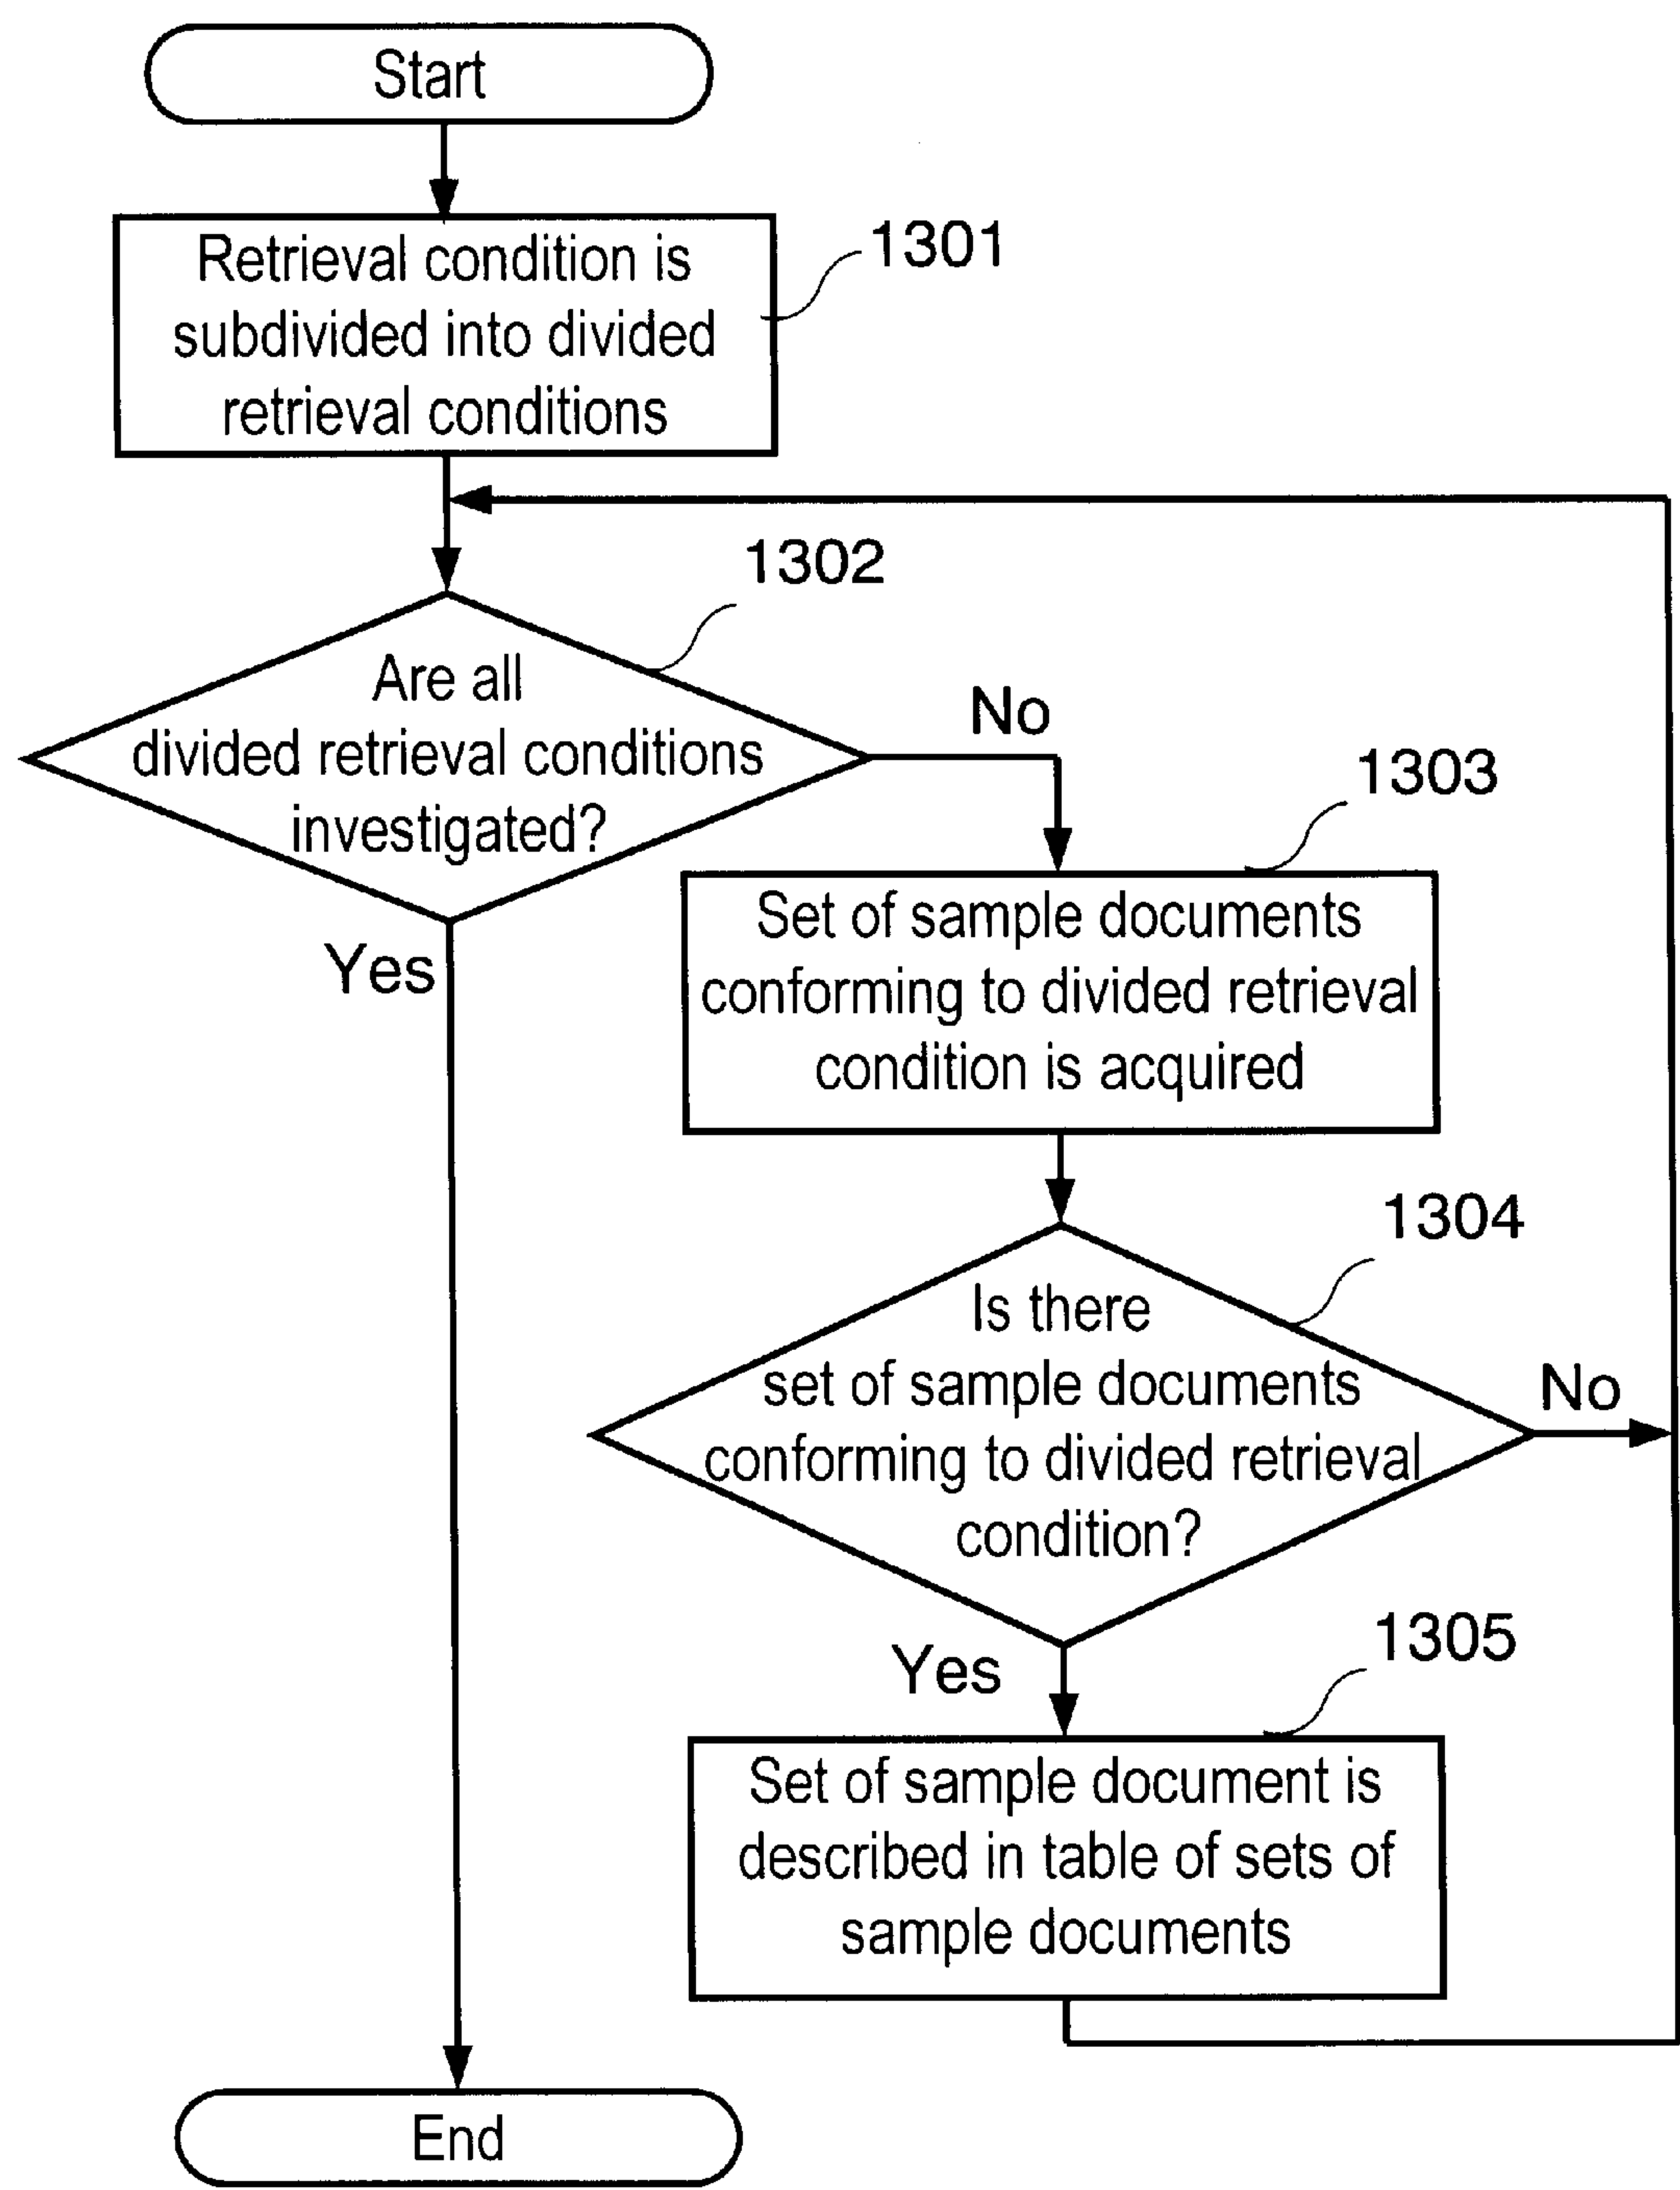 Start
1301
Retrieval condition is
subdivided into divided
retrieval conditions
1302
Are all
divided retrieval conditions
investigated?
No
Yes
1303
Set of sample documents
conforming to divided retrieval
condition is acquired
1304
Is there
set of sample documents
conforming to divided retrieval
condition?
No
Yes
1305
Set of sample document is
described in table of sets of
sample documents
End